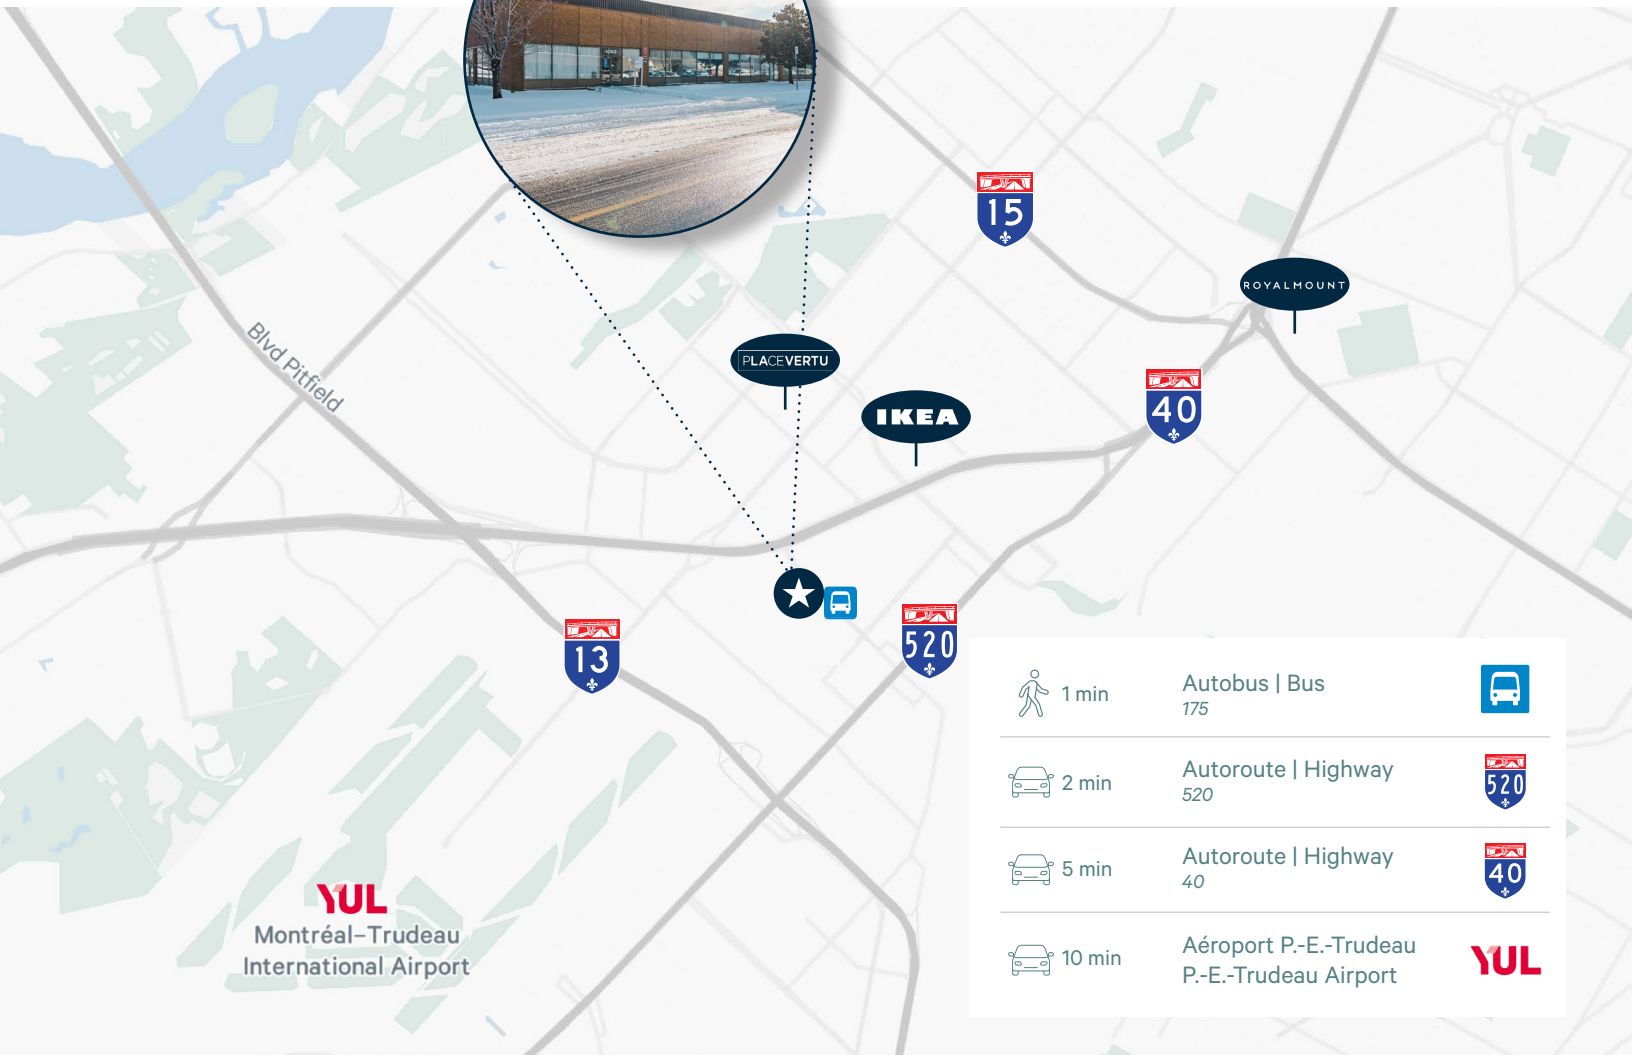 15
ROYALMOUNT
Blvd Pitfield
PLACEVERTU
IKEA
40
13
520
1 min
Autobus | Bus
175
2 min
Autoroute | Highway
520
520
5 min
Autoroute | Highway
40
40
10 min
Aéroport P.-E.-Trudeau
P.-E.-Trudeau Airport
YUL
YUL
Montréal–Trudeau
International Airport